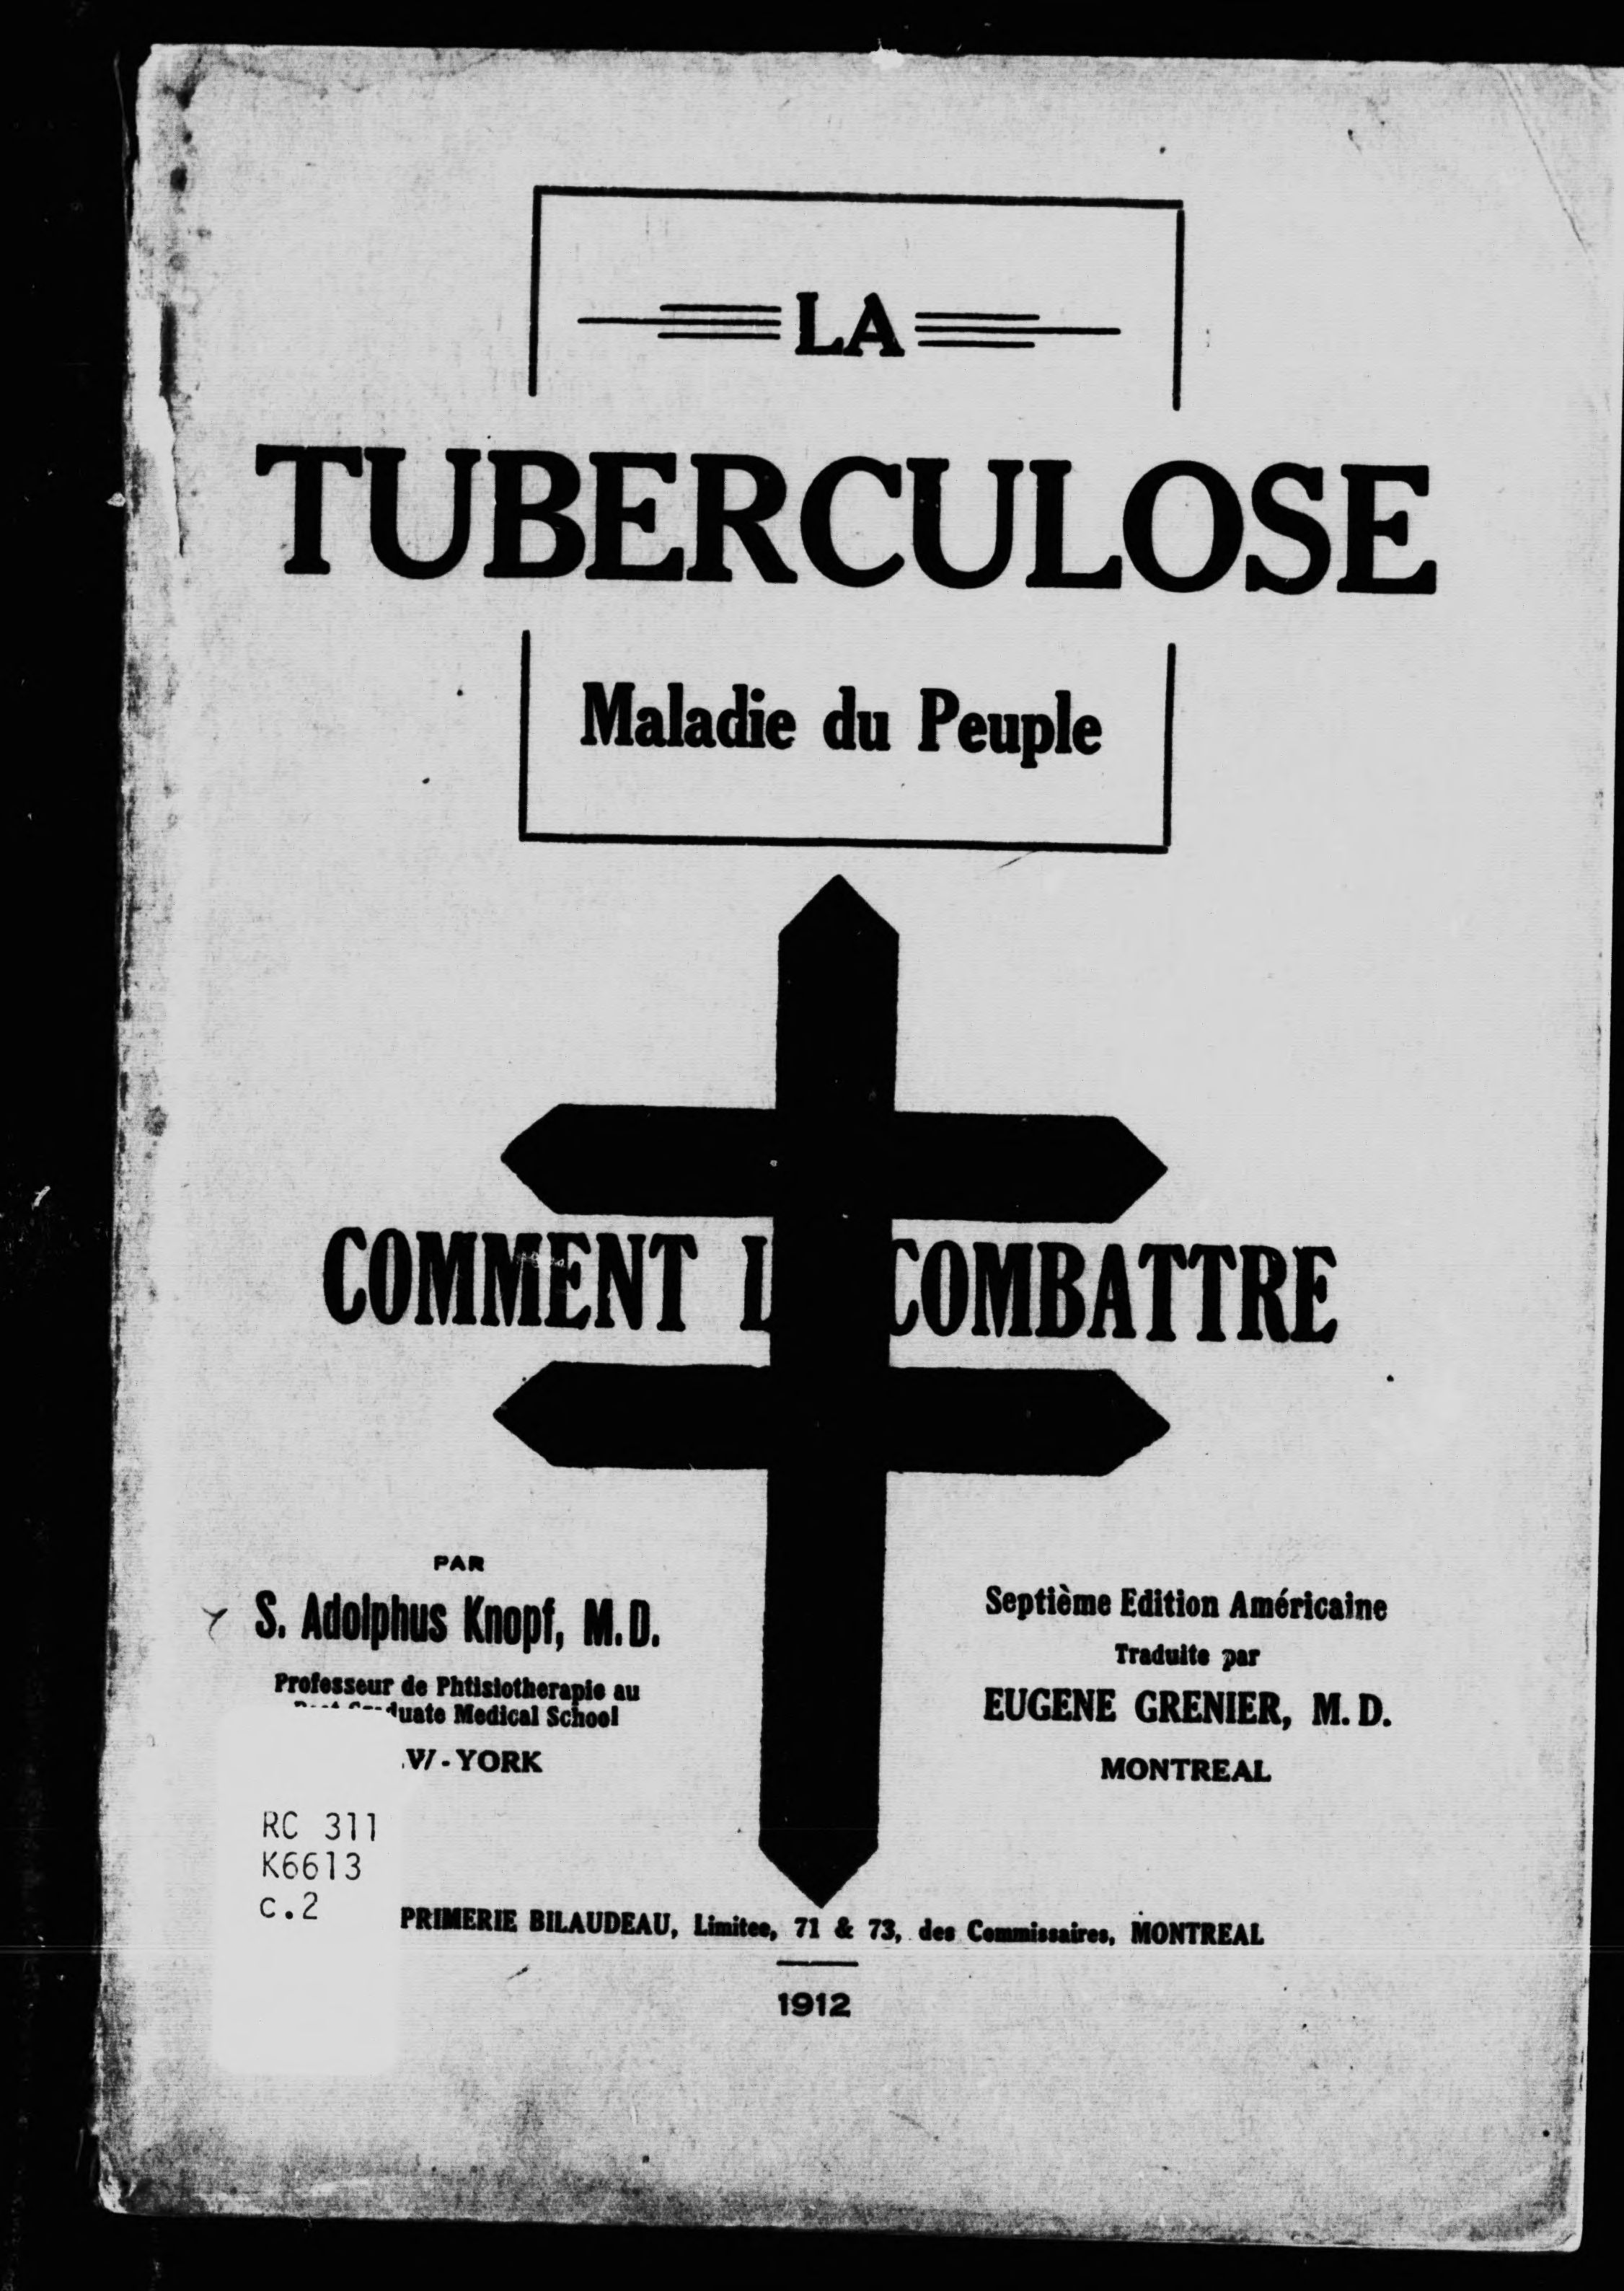 LA
TUBERCULOSE
Maladie du Peuple
COMMENT L COMBATTRE
PAR
S. Adolphus Knopf, M.D.
Professeur de Phtisiotherapie au
Medical School
W - YORK
Septième Edition Américaine
Traduite par
EUGENE GRENIER, M.D.
MONTREAL
RC 311
K6613
c.2
PRIMERIE BILAUDEAU, Limitee, 71 & 73, des Commissaires, MONTREAL
1912